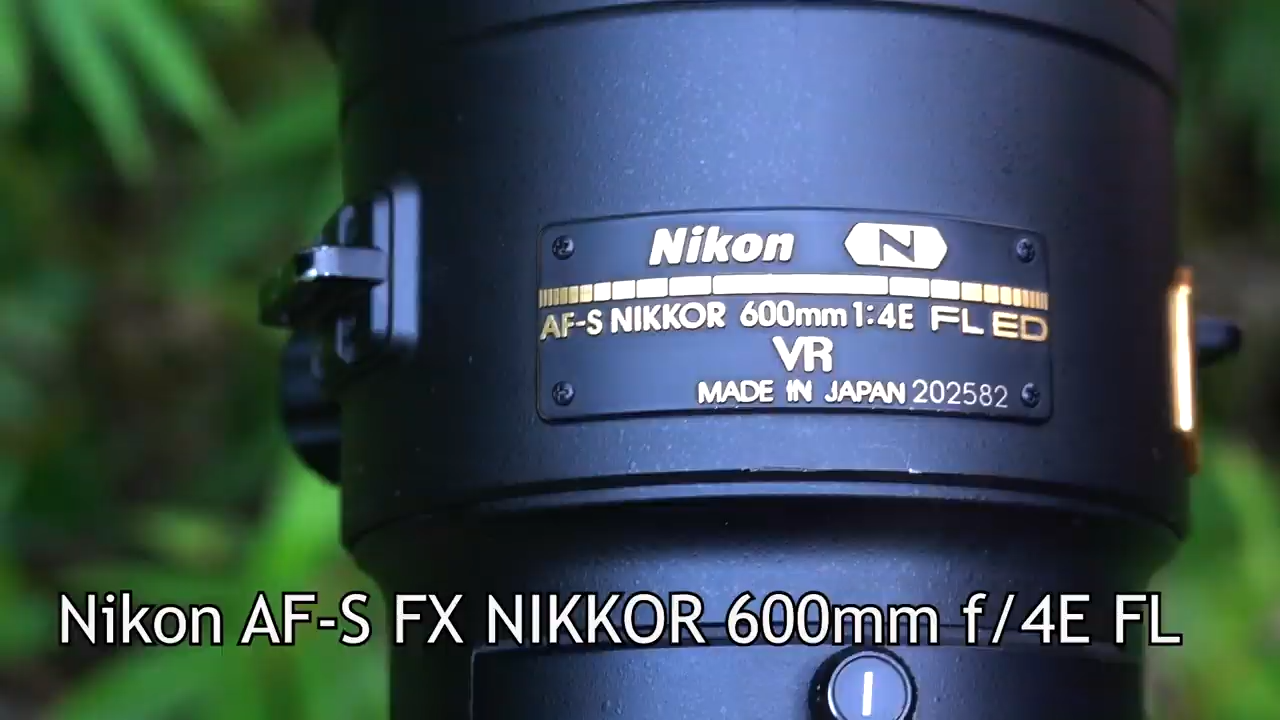 Nikon N
AF-S NIKKOR 600mm 1:4E FL ED
VR
MADE IN JAPAN 202582
Nikon AF-S FX NIKKOR 600mm f/4E FL